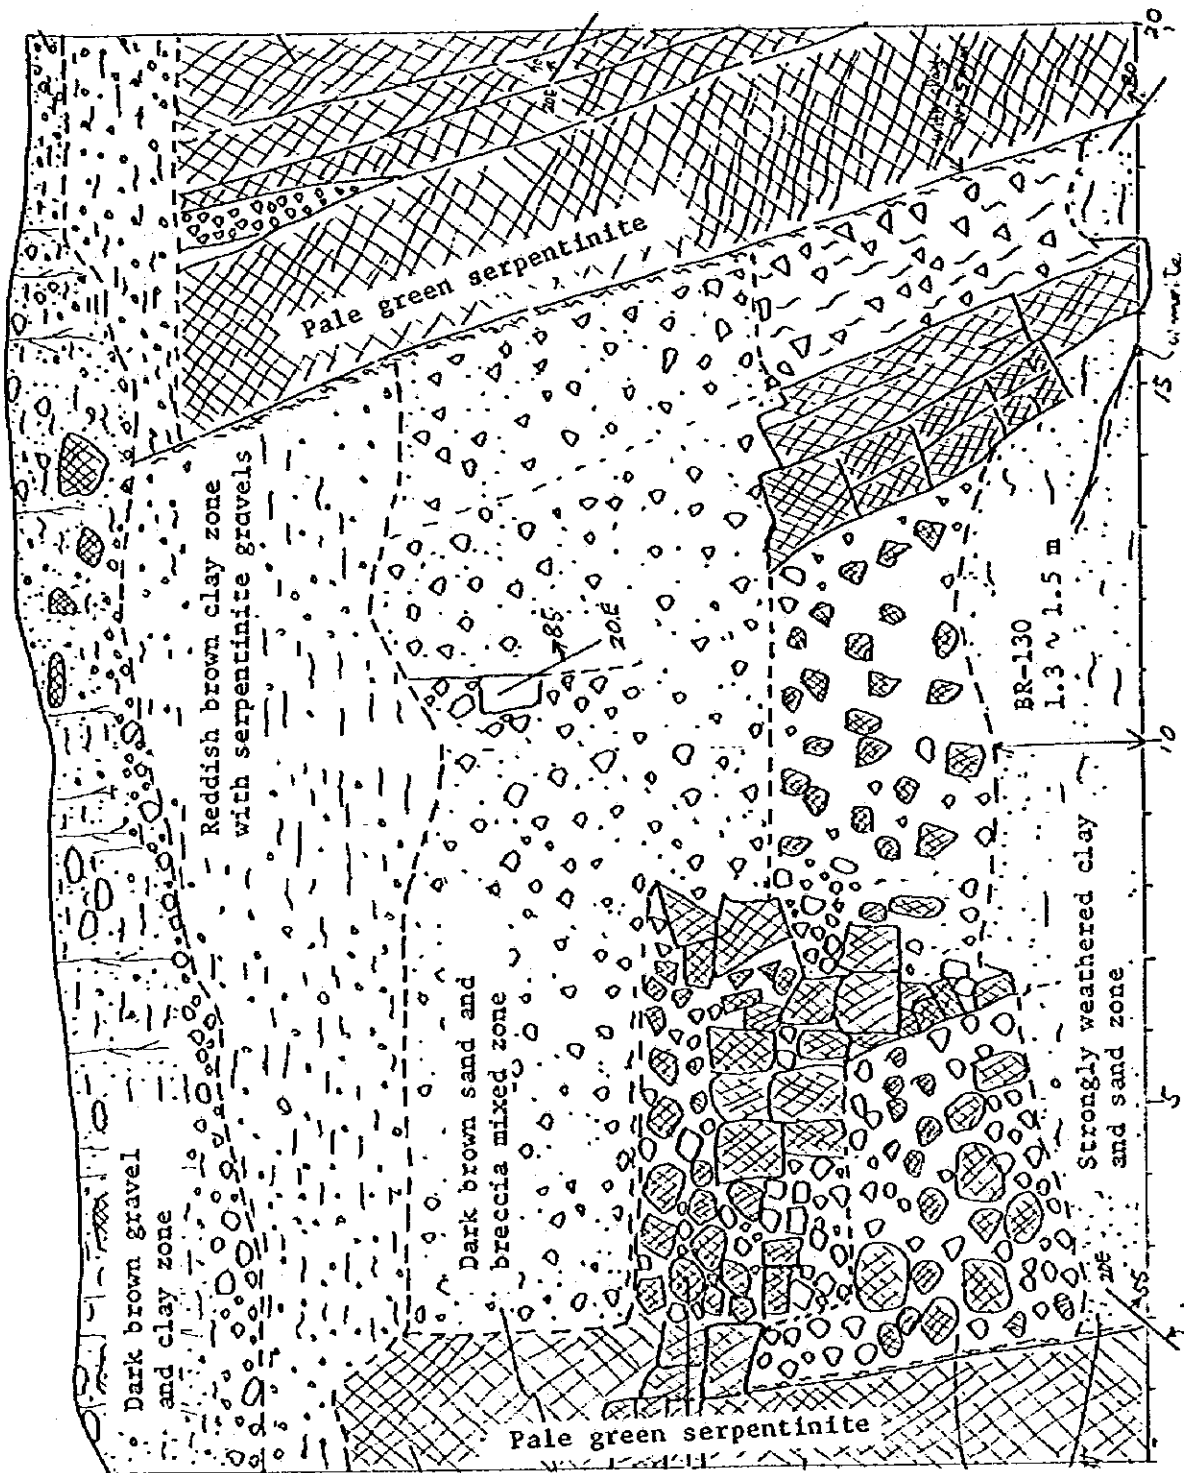 Dark brown gravel
and clay zone
Reddish brown clay zone
with serpentinite gravels
Pale green serpentinite
Dark brown sand and
breccia mixed zone
85
20E
20E
80
BR-130
1.3 ~ 1.5 m
Strongly weathered clay
and sand zone
Pale green serpentinite
20E
55
5
10
15
20